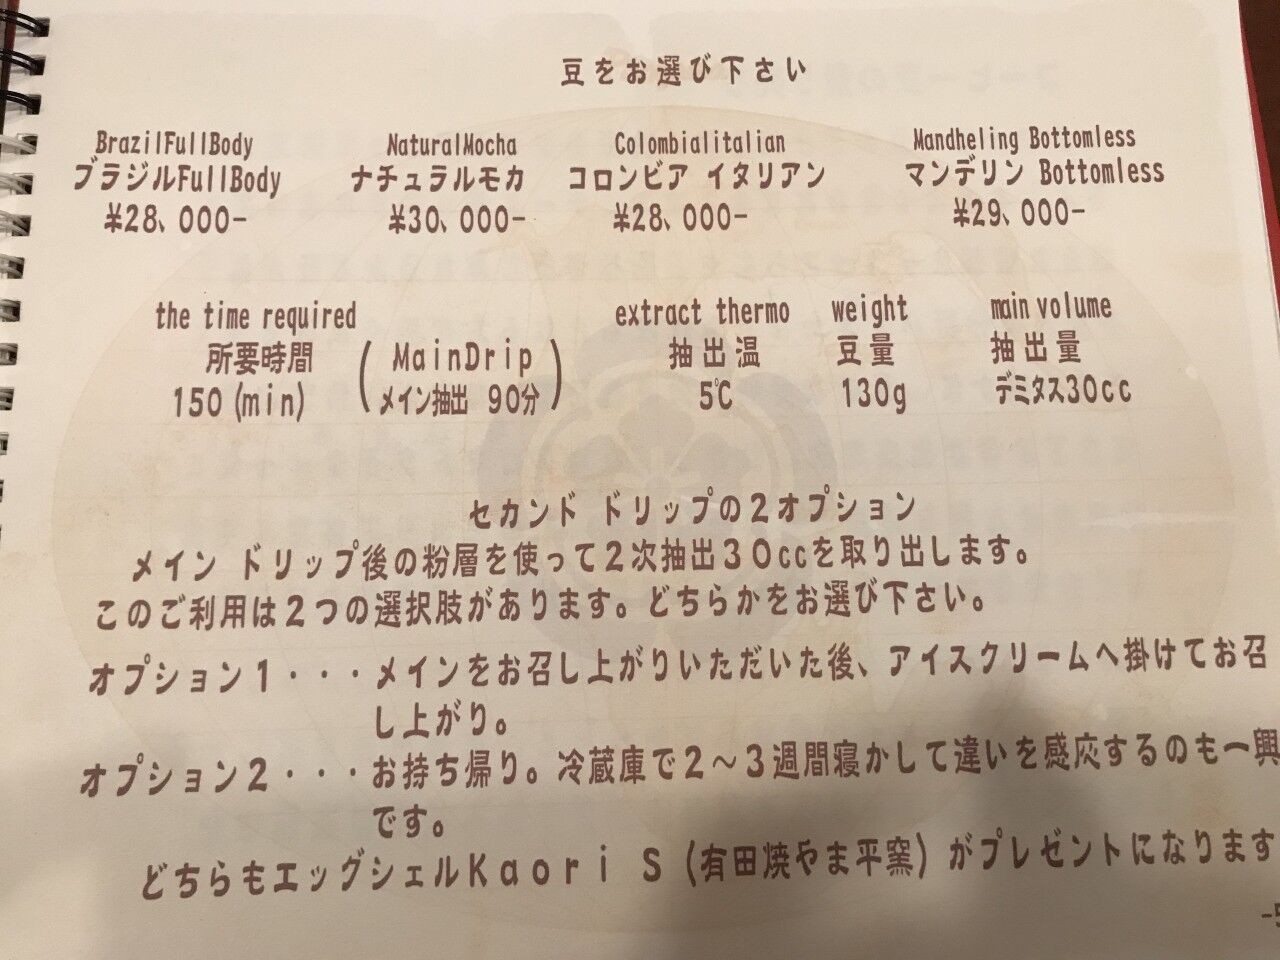 豆をお選び下さい
BrazilFullBody NaturalMocha Colombialitalian Mandheling Bottomless
ブラジルFullBody ナチュラルモカ コロンビア イタリアン マンデリン Bottomless
¥28、000- ¥30、000- ¥28、000- ¥29、000-
the time required extract thermo weight main volume
所要時間 (MainDrip 抽出温 豆量 抽出量
150(min) メイン抽出 90分) 5℃ 130g デミタス30cc
セカンド ドリップの2オプション
メイン ドリップ後の粉層を使って2次抽出30ccを取り出します。
このご利用は2つの選択肢があります。どちらかをお選び下さい。
オプション1・・・メインをお召し上がりいただいた後、アイスクリームへ掛けてお召
し上がり。
オプション2・・・お持ち帰り。冷蔵庫で2〜3週間寝かして違いを感応するのも一興
です。
どちらもエッグシェルKaori S(有田焼やま平窯)がプレゼントになります